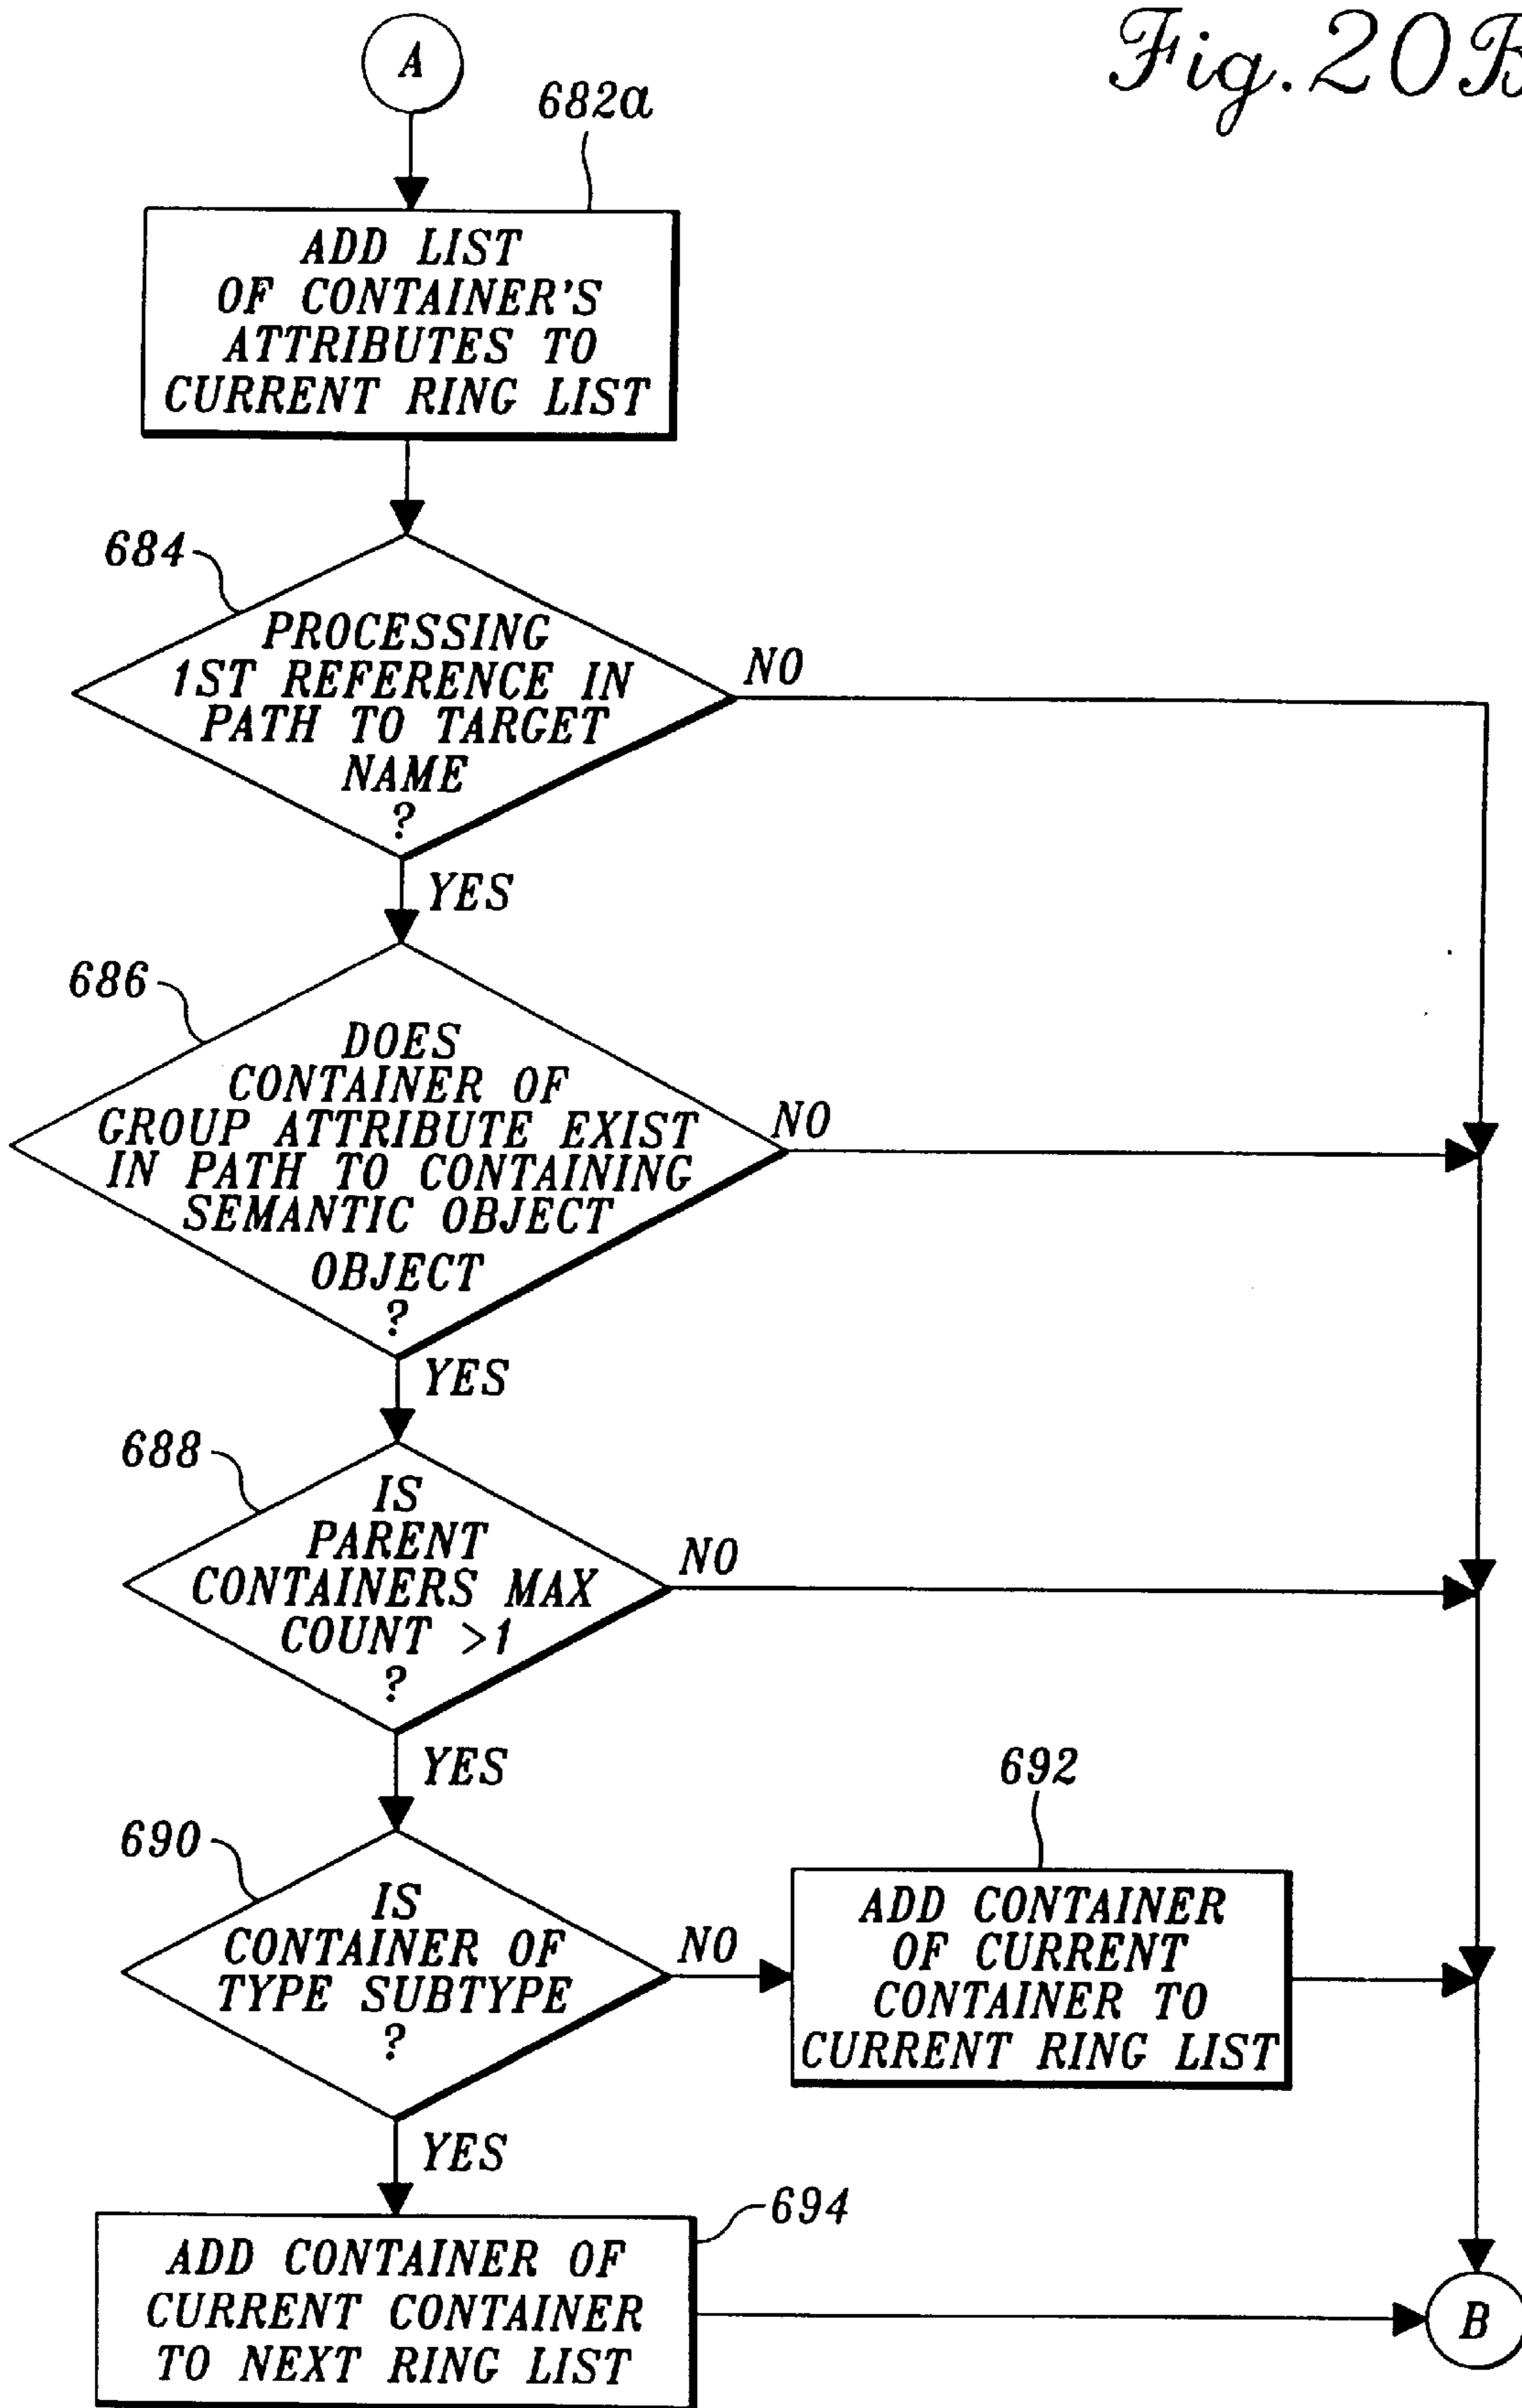 Fig. 20B
A
682a
ADD LIST
OF CONTAINER'S
ATTRIBUTES TO
CURRENT RING LIST
684
PROCESSING
1ST REFERENCE IN
PATH TO TARGET
NAME
?
NO
YES
686
DOES
CONTAINER OF
GROUP ATTRIBUTE EXIST
IN PATH TO CONTAINING
SEMANTIC OBJECT
OBJECT
?
NO
YES
688
IS
PARENT
CONTAINERS MAX
COUNT >1
?
NO
YES
690
IS
CONTAINER OF
TYPE SUBTYPE
?
NO
692
ADD CONTAINER
OF CURRENT
CONTAINER TO
CURRENT RING LIST
YES
694
ADD CONTAINER OF
CURRENT CONTAINER
TO NEXT RING LIST
B